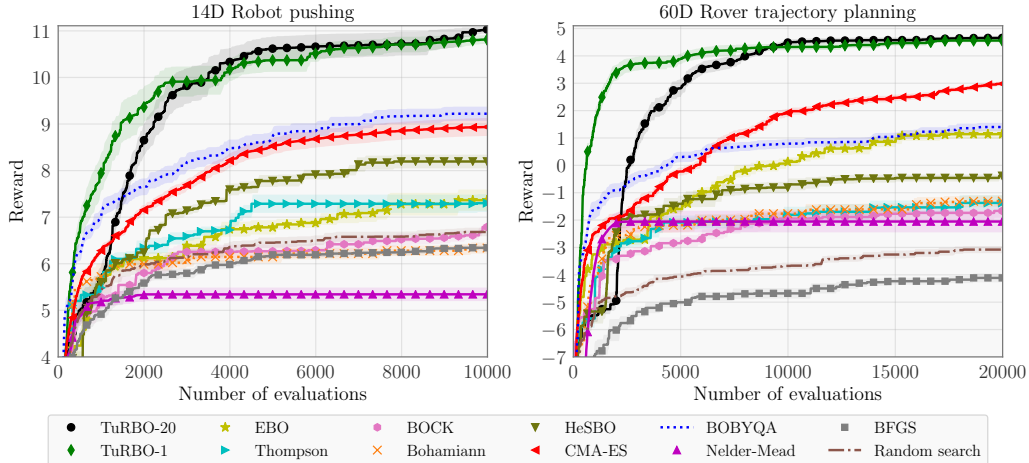 14D Robot pushing
11
10
9
8
7
6
5
4
Reward
0 2000 4000 6000 8000 10000
Number of evaluations
60D Rover trajectory planning
5
4
3
2
1
0
−1
−2
−3
−4
−5
−6
−7
Reward
0 5000 10000 15000 20000
Number of evaluations
TuRBO-20 EBO BOCK HeSBO BOBYQA BFGS
TuRBO-1 Thompson Bohamiann CMA-ES Nelder-Mead Random search